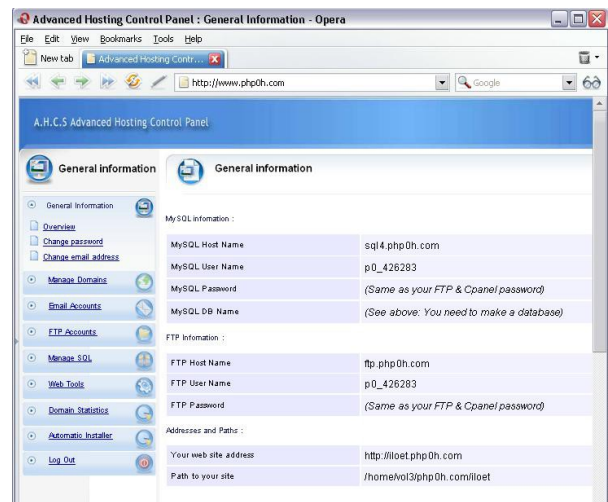 Advanced Hosting Control Panel : General Information - Opera
File Edit View Bookmarks Tools Help
New tab Advanced Hosting Contr...
http://www.php0h.com Google
A.H.C.S Advanced Hosting Control Panel
General information
General Information
Overview
Change password
Change email address
Manage Domains
Email Accounts
FTP Accounts
Manage SQL
Web Tools
Domain Statistics
Automatic Installer
Log Out
General information
MySQL infomation :
MySQL Host Name sql4.php0h.com
MySQL User Name p0_426283
MySQL Password (Same as your FTP & Cpanel password)
MySQL DB Name (See above: You need to make a database)
FTP Infomation :
FTP Host Name ftp.php0h.com
FTP User Name p0_426283
FTP Password (Same as your FTP & Cpanel password)
Addresses and Paths :
Your web site address http://iloet.php0h.com
Path to your site /home/vol3/php0h.com/iloet